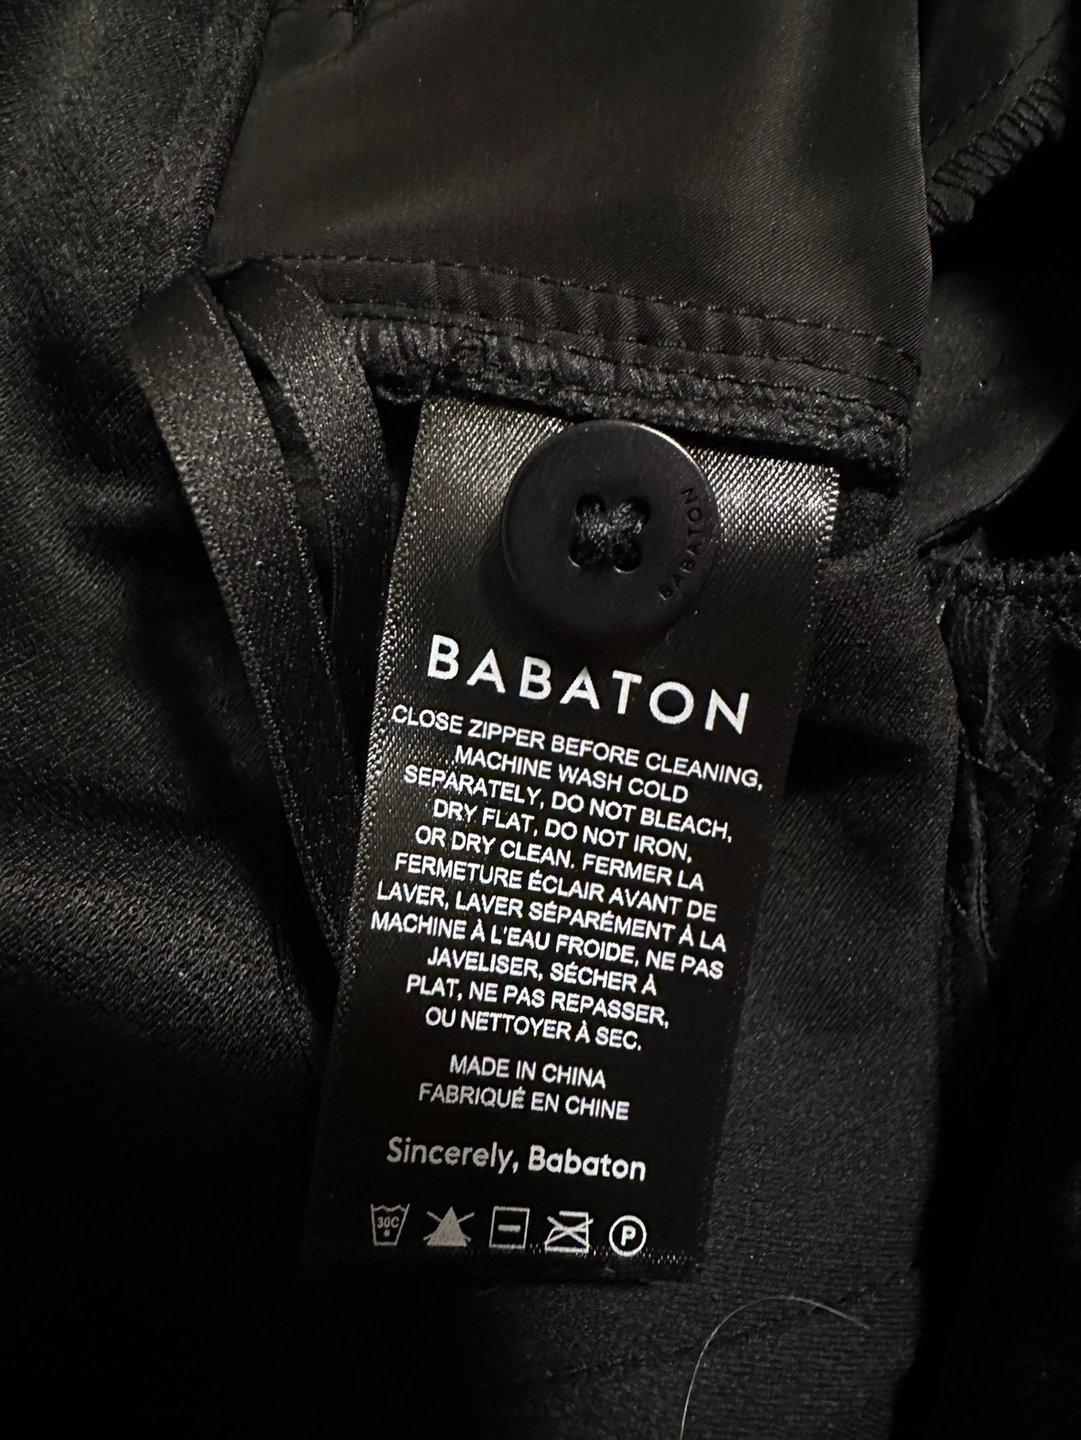 BABATON
BABATON
CLOSE ZIPPER BEFORE CLEANING,
MACHINE WASH COLD
SEPARATELY, DO NOT BLEACH,
DRY FLAT, DO NOT IRON,
OR DRY CLEAN. FERMER LA
FERMETURE ÉCLAIR AVANT DE
LAVER, LAVER SÉPARÉMENT À LA
MACHINE À L'EAU FROIDE, NE PAS
JAVELISER, SÉCHER À
PLAT, NE PAS REPASSER,
OU NETTOYER À SEC.
MADE IN CHINA
FABRIQUÉ EN CHINE
Sincerely, Babaton
30C P